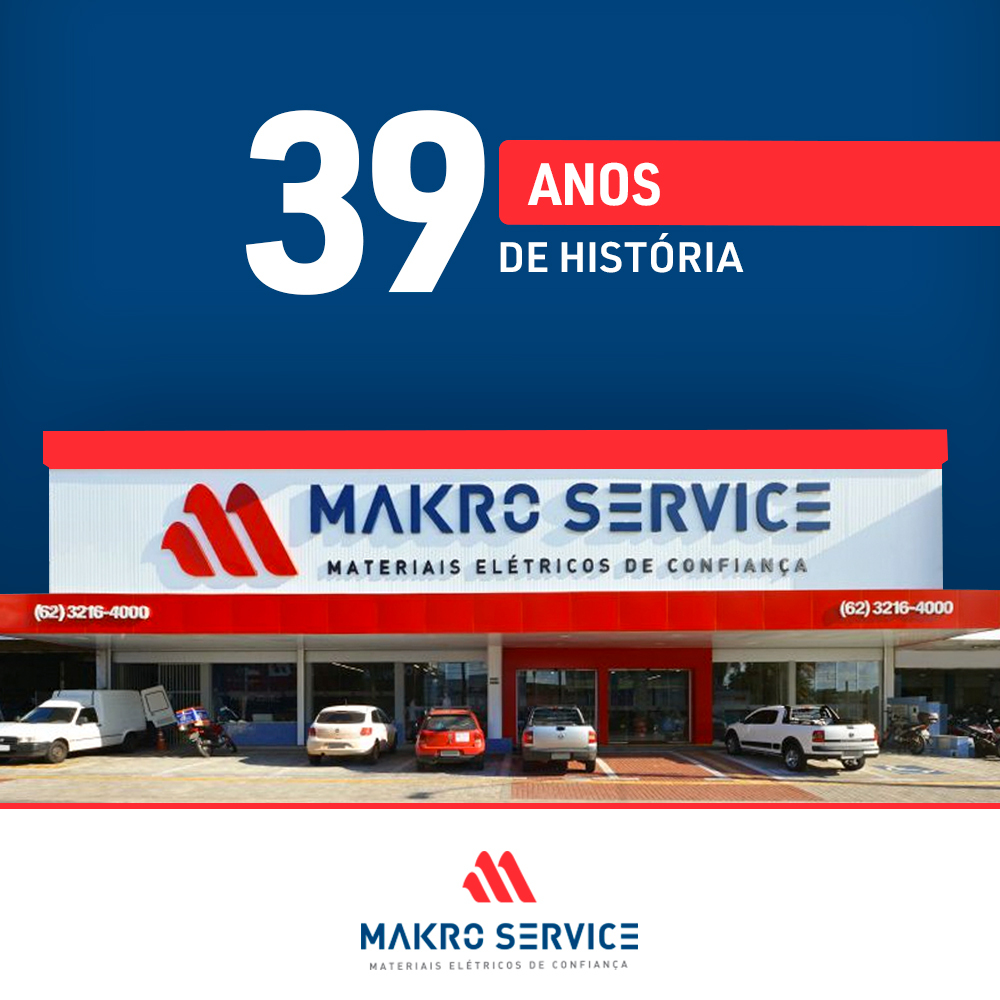 39 ANOS
DE HISTÓRIA
MAKRO SERVICE
MATERIAIS ELÉTRICOS DE CONFIANÇA
(62) 3216-4000
(62) 3216-4000
MAKRO SERVICE
MATERIAIS ELÉTRICOS DE CONFIANÇA